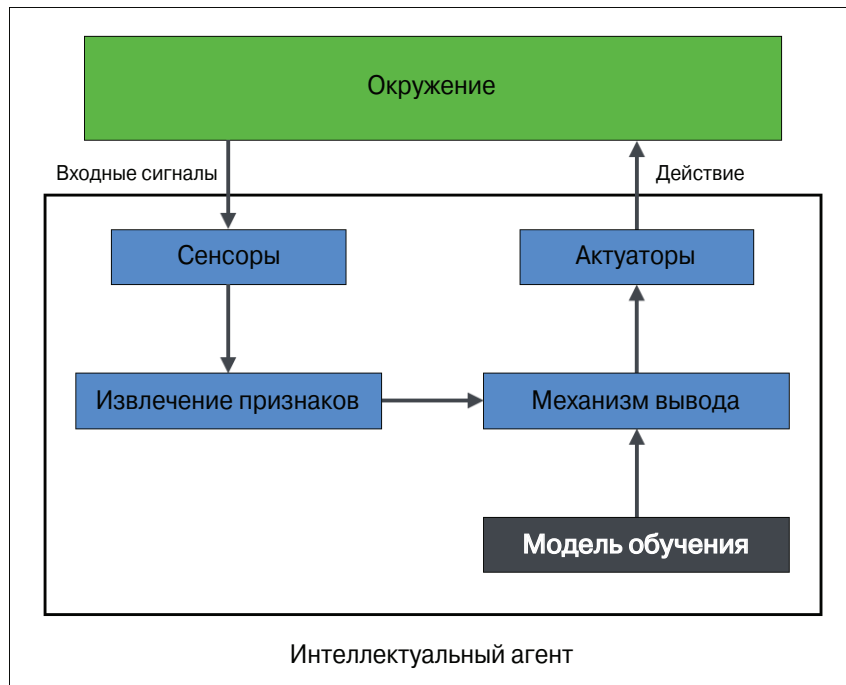 Окружение
Входные сигналы
Действие
Сенсоры
Актуаторы
Извлечение признаков
Механизм вывода
Модель обучения
Интеллектуальный агент